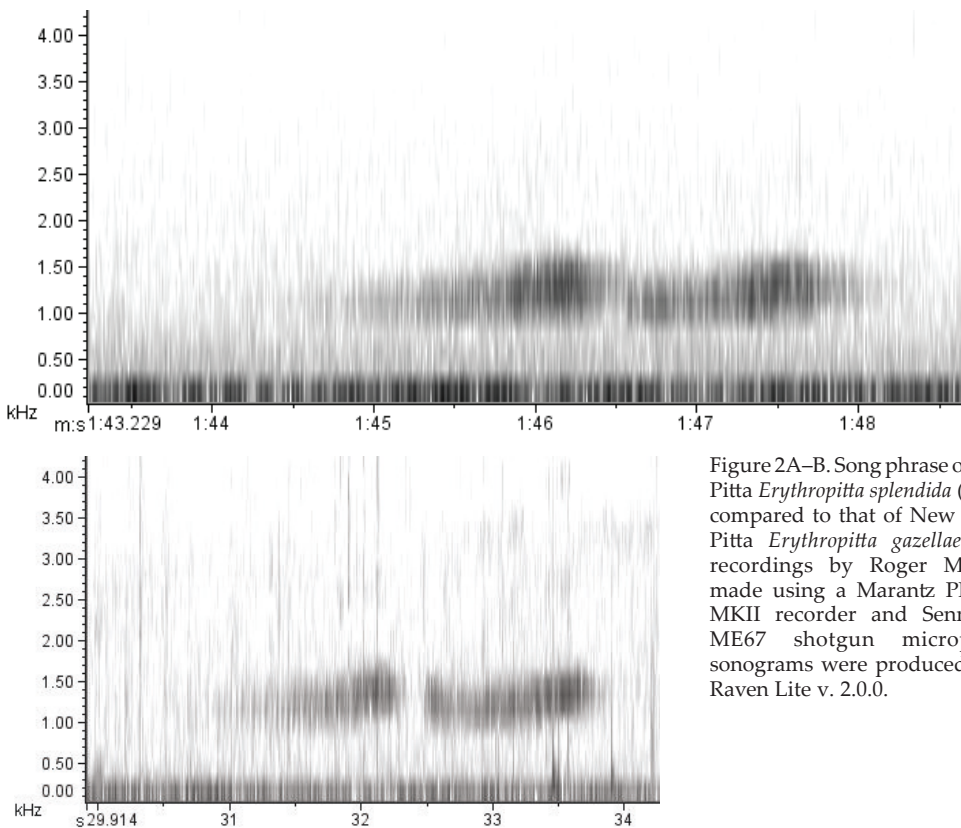 4.00
3.50
3.00
2.50
2.00
1.50
1.00
0.50
0.00
kHz
m:s 1:43.229 1:44 1:45 1:46 1:47 1:48
4.00
3.50
3.00
2.50
2.00
1.50
1.00
0.50
0.00
kHz
s 29.914 31 32 33 34
Figure 2A–B. Song phrase o
Pitta Erythropitta splendida (
compared to that of New
Pitta Erythropitta gazellae
recordings by Roger M
made using a Marantz P
MKII recorder and Senn
ME67 shotgun microp
sonograms were produced
Raven Lite v. 2.0.0.